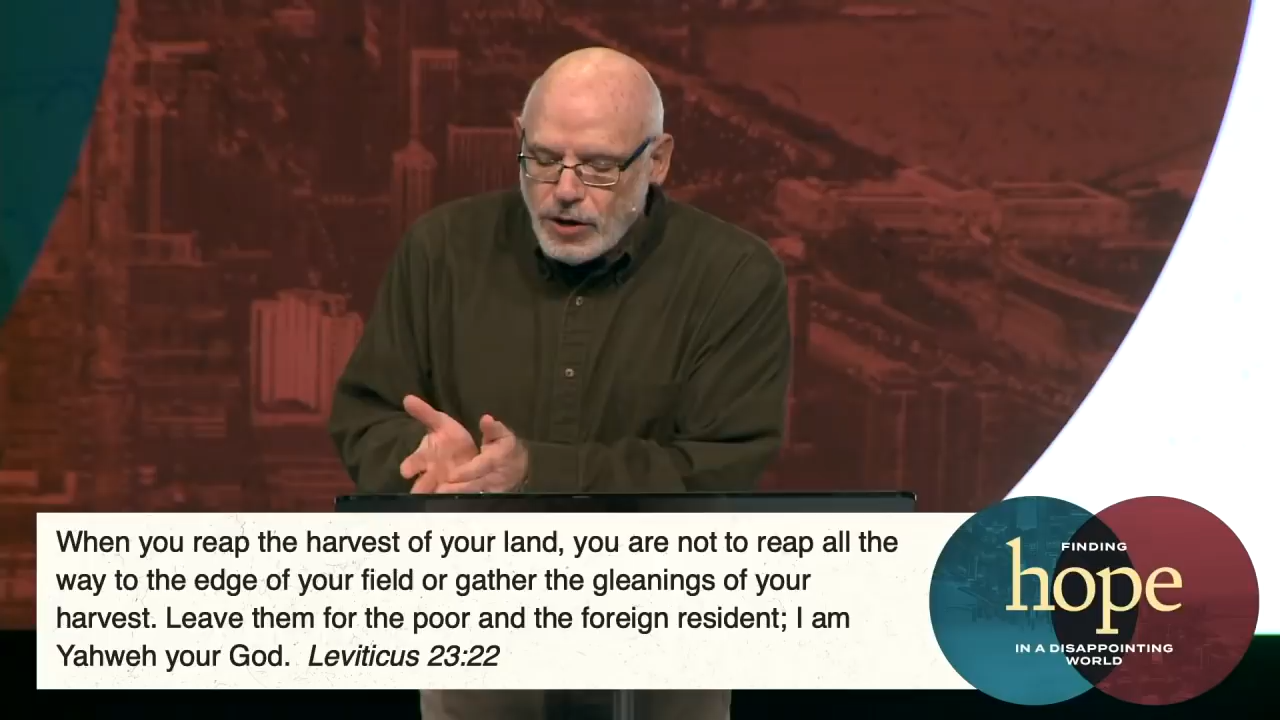 When you reap the harvest of your land, you are not to reap all the
way to the edge of your field or gather the gleanings of your
harvest. Leave them for the poor and the foreign resident; I am
Yahweh your God.  Leviticus 23:22
FINDING
hope
IN A DISAPPOINTING
WORLD